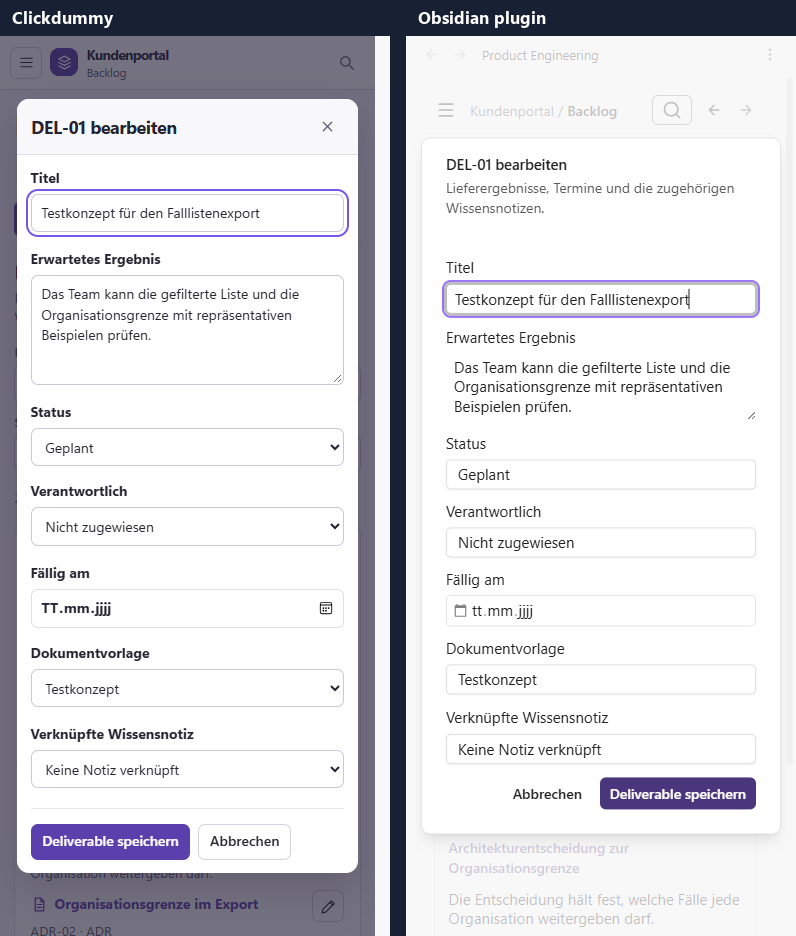 Clickdummy
Kundenportal
Backlog
DEL-01 bearbeiten
Titel
Testkonzept für den Falllistenexport
Erwartetes Ergebnis
Das Team kann die gefilterte Liste und die
Organisationsgrenze mit repräsentativen
Beispielen prüfen.
Status
Geplant
Verantwortlich
Nicht zugewiesen
Fällig am
TT.mm.jjjj
Dokumentvorlage
Testkonzept
Verknüpfte Wissensnotiz
Keine Notiz verknüpft
Deliverable speichern
Abbrechen
Organisation weitergeben darf.
Organisationsgrenze im Export
ADR-02 · ADR
Obsidian plugin
Product Engineering
Kundenportal / Backlog
DEL-01 bearbeiten
Lieferergebnisse, Termine und die zugehörigen
Wissensnotizen.
Titel
Testkonzept für den Falllistenexport
Erwartetes Ergebnis
Das Team kann die gefilterte Liste und die
Organisationsgrenze mit repräsentativen
Beispielen prüfen.
Status
Geplant
Verantwortlich
Nicht zugewiesen
Fällig am
tt.mm.jjjj
Dokumentvorlage
Testkonzept
Verknüpfte Wissensnotiz
Keine Notiz verknüpft
Abbrechen
Deliverable speichern
Architekturentscheidung zur
Organisationsgrenze
Die Entscheidung hält fest, welche Fälle jede
Organisation weitergeben darf.